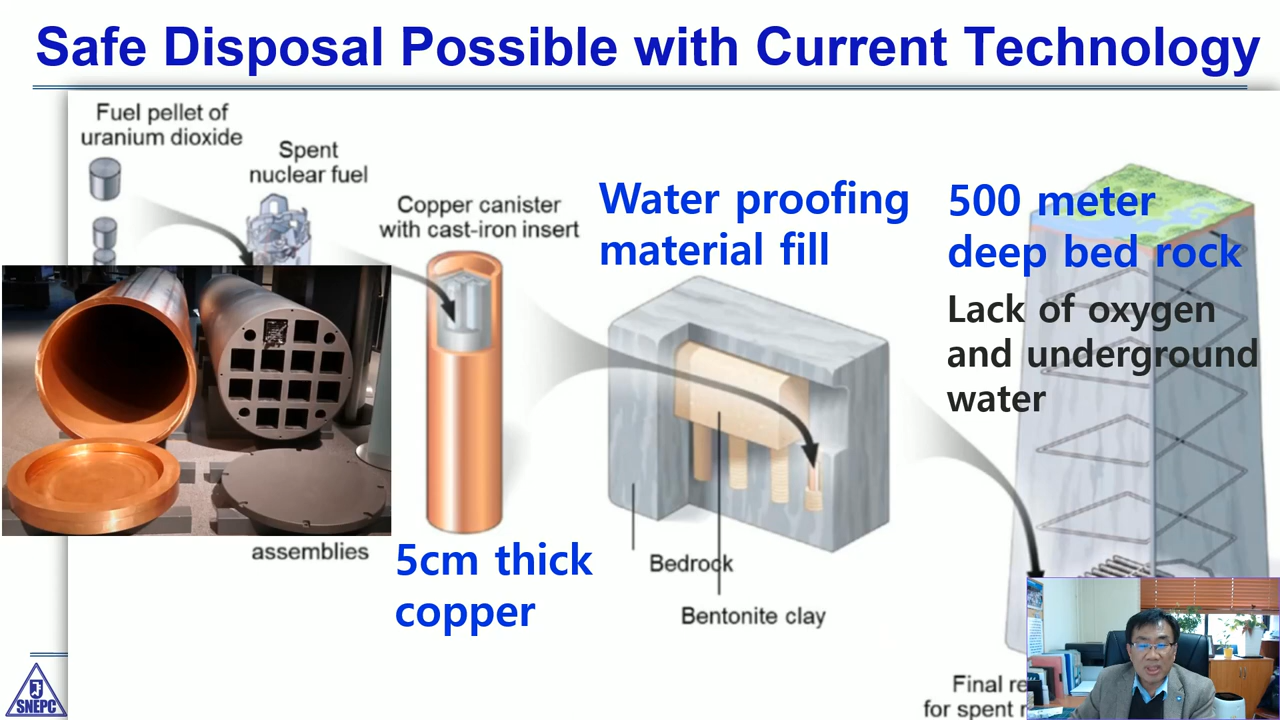 Safe Disposal Possible with Current Technology
Fuel pellet of
uranium dioxide
Spent
nuclear fuel
Copper canister
with cast-iron insert
Water proofing
material fill
500 meter
deep bed rock
Lack of oxygen
and underground
water
assemblies
5cm thick
copper
Bedrock
Bentonite clay
Final
for spent
SNEPC